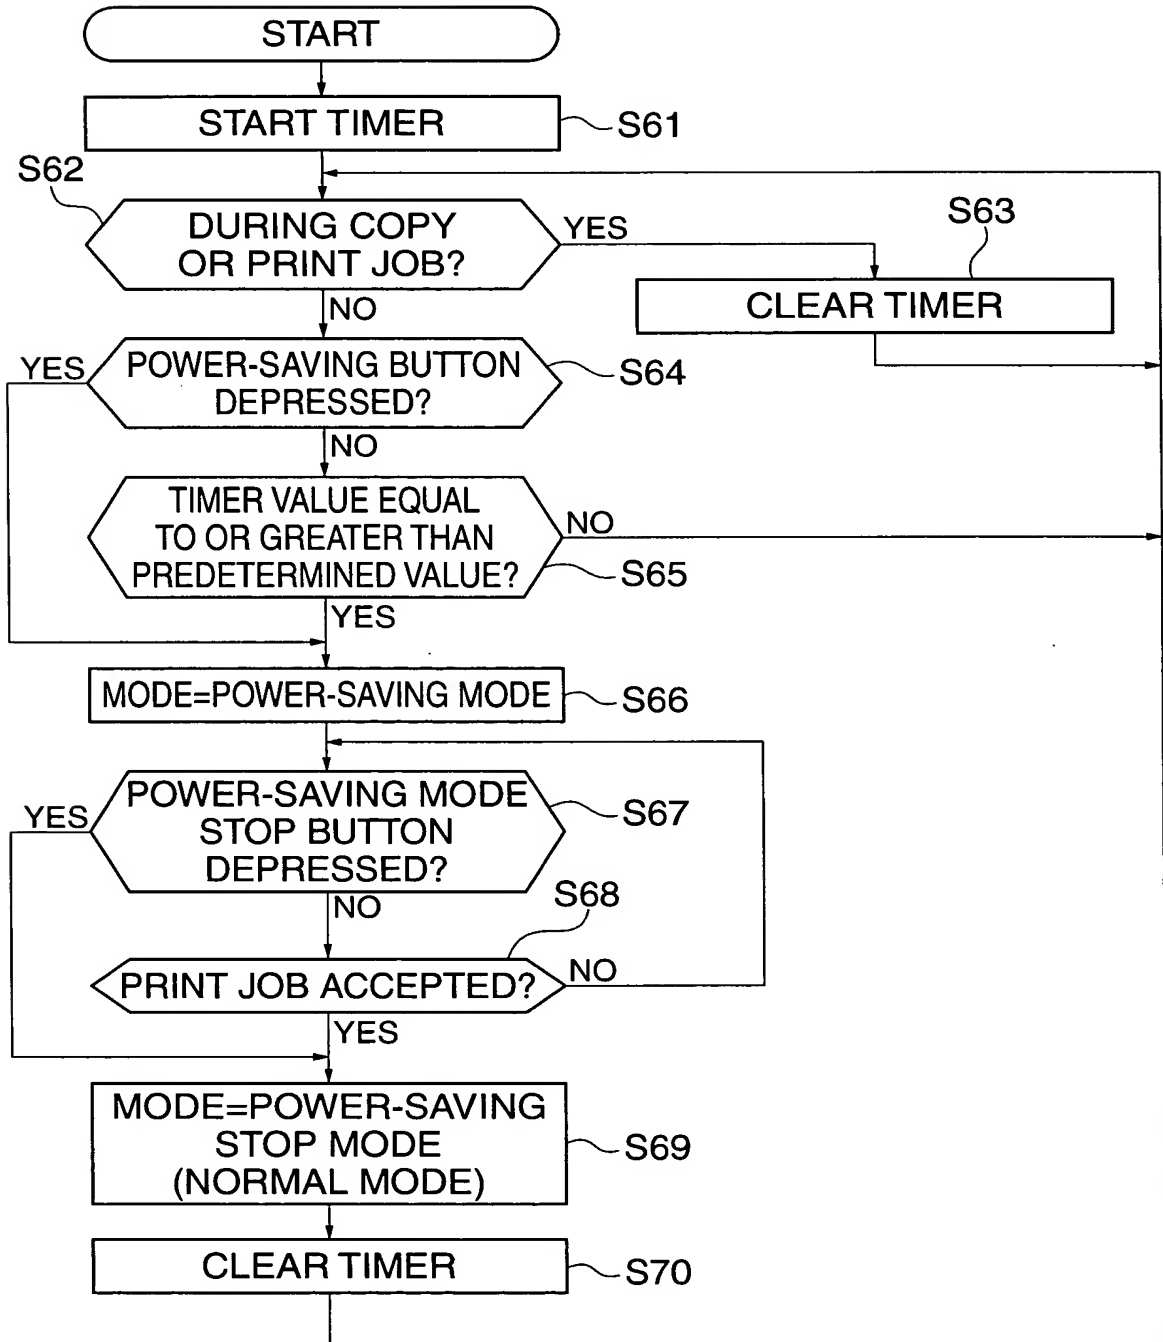 START
START TIMER
S61
S62
DURING COPY
OR PRINT JOB?
YES
NO
S63
CLEAR TIMER
YES
POWER-SAVING BUTTON
DEPRESSED?
S64
NO
TIMER VALUE EQUAL
TO OR GREATER THAN
PREDETERMINED VALUE?
NO
S65
YES
MODE=POWER-SAVING MODE
S66
YES
POWER-SAVING MODE
STOP BUTTON
DEPRESSED?
S67
NO
S68
PRINT JOB ACCEPTED?
NO
YES
MODE=POWER-SAVING
STOP MODE
(NORMAL MODE)
S69
CLEAR TIMER
S70